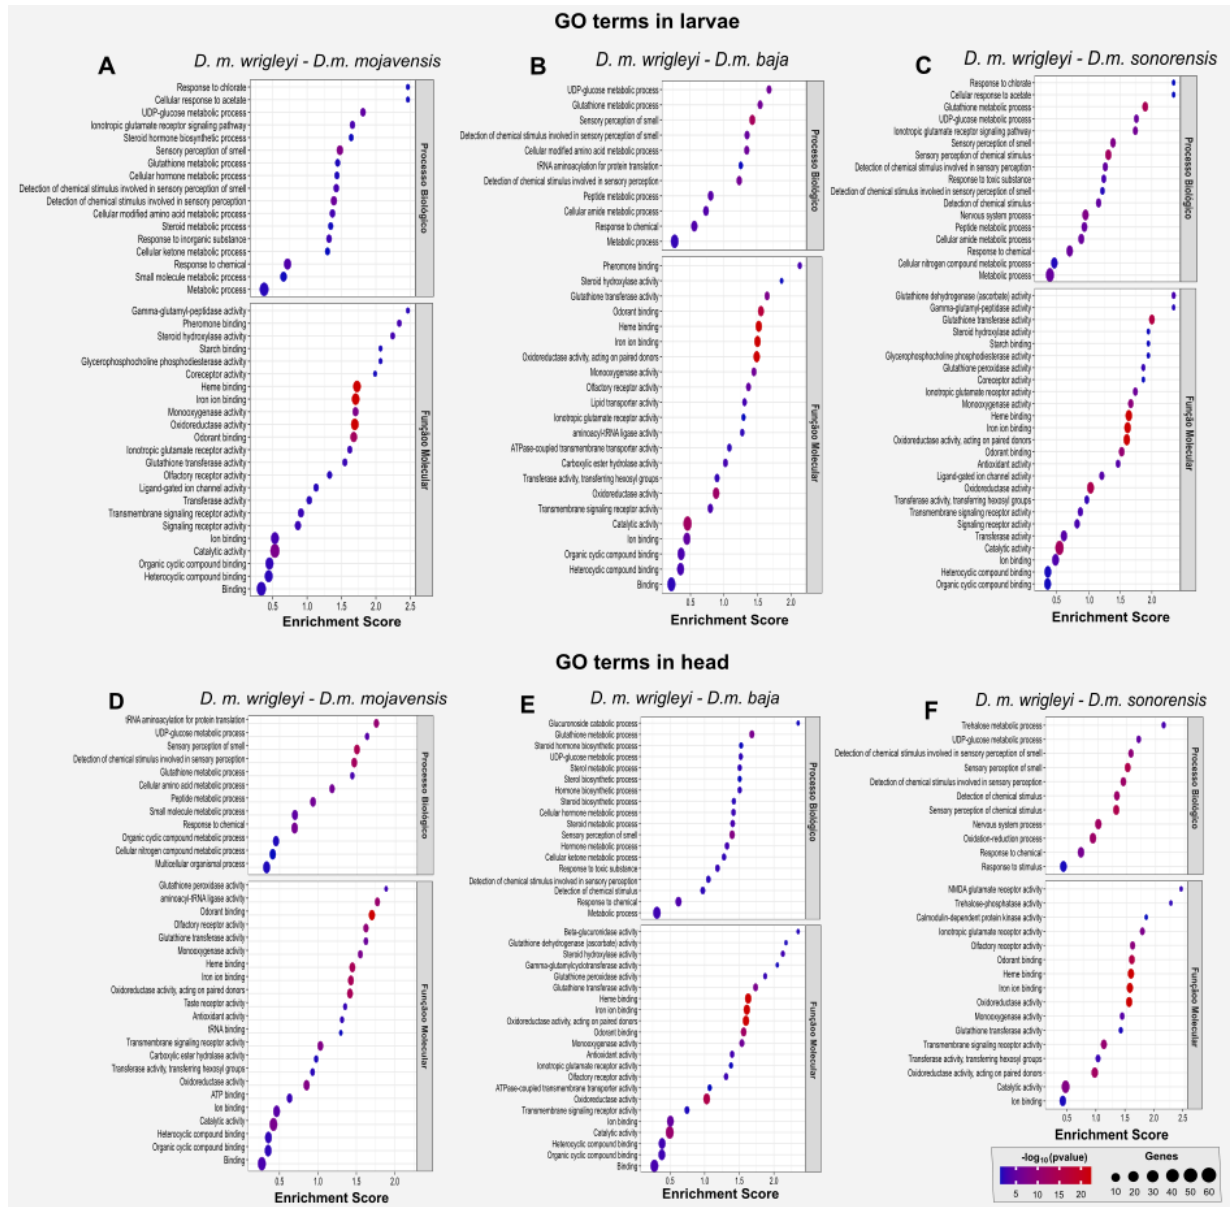 GO terms in larvae
A
D. m. wrigleyi - D.m. mojavensis
Response to chlorate
Cellular response to acetate
UDP-glucose metabolic process
Ionotropic glutamate receptor signaling pathway
Steroid hormone biosynthetic process
Sensory perception of smell
Glutathione metabolic process
Cellular hormone metabolic process
Detection of chemical stimulus involved in sensory perception of smell
Detection of chemical stimulus involved in sensory perception
Cellular modified amino acid metabolic process
Steroid metabolic process
Response to inorganic substance
Cellular ketone metabolic process
Response to chemical
Small molecule metabolic process
Metabolic process
Processo Biológico
Gamma-glutamyl-peptidase activity
Pheromone binding
Steroid hydroxylase activity
Starch binding
Glycerophosphocholine phosphodiesterase activity
Coreceptor activity
Heme binding
Iron ion binding
Monooxygenase activity
Oxidoreductase activity
Odorant binding
Ionotropic glutamate receptor activity
Glutathione transferase activity
Olfactory receptor activity
Ligand-gated ion channel activity
Transferase activity
Transmembrane signaling receptor activity
Signaling receptor activity
Ion binding
Catalytic activity
Organic cyclic compound binding
Heterocyclic compound binding
Binding
Funçãoo Molecular
0.5 1.0 1.5 2.0 2.5
Enrichment Score
B
D. m. wrigleyi - D.m. baja
UDP-glucose metabolic process
Glutathione metabolic process
Sensory perception of smell
Detection of chemical stimulus involved in sensory perception of smell
Cellular modified amino acid metabolic process
tRNA aminoacylation for protein translation
Detection of chemical stimulus involved in sensory perception
Peptide metabolic process
Cellular amide metabolic process
Response to chemical
Metabolic process
Processo Biológico
Pheromone binding
Steroid hydroxylase activity
Glutathione transferase activity
Odorant binding
Heme binding
Iron ion binding
Oxidoreductase activity, acting on paired donors
Monooxygenase activity
Olfactory receptor activity
Lipid transporter activity
Ionotropic glutamate receptor activity
aminoacyl-tRNA ligase activity
ATPase-coupled transmembrane transporter activity
Carboxylic ester hydrolase activity
Transferase activity, transferring hexosyl groups
Oxidoreductase activity
Transmembrane signaling receptor activity
Catalytic activity
Ion binding
Organic cyclic compound binding
Heterocyclic compound binding
Binding
Funçãoo Molecular
0.5 1.0 1.5 2.0
Enrichment Score
C
D. m. wrigleyi - D.m. sonorensis
Response to chlorate
Cellular response to acetate
Glutathione metabolic process
UDP-glucose metabolic process
Ionotropic glutamate receptor signaling pathway
Sensory perception of smell
Sensory perception of chemical stimulus
Detection of chemical stimulus involved in sensory perception
Response to toxic substance
Detection of chemical stimulus involved in sensory perception of smell
Detection of chemical stimulus
Nervous system process
Peptide metabolic process
Cellular amide metabolic process
Response to chemical
Cellular nitrogen compound metabolic process
Metabolic process
Processo Biológico
Glutathione dehydrogenase (ascorbate) activity
Gamma-glutamyl-peptidase activity
Glutathione transferase activity
Steroid hydroxylase activity
Starch binding
Glycerophosphocholine phosphodiesterase activity
Glutathione peroxidase activity
Coreceptor activity
Ionotropic glutamate receptor activity
Monooxygenase activity
Heme binding
Iron ion binding
Oxidoreductase activity, acting on paired donors
Odorant binding
Antioxidant activity
Ligand-gated ion channel activity
Oxidoreductase activity
Transferase activity, transferring hexosyl groups
Transmembrane signaling receptor activity
Signaling receptor activity
Transferase activity
Catalytic activity
Ion binding
Heterocyclic compound binding
Organic cyclic compound binding
Função Molecular
0.5 1.0 1.5 2.0
Enrichment Score
GO terms in head
D
D. m. wrigleyi - D.m. mojavensis
tRNA aminoacylation for protein translation
UDP-glucose metabolic process
Sensory perception of smell
Detection of chemical stimulus involved in sensory perception
Glutathione metabolic process
Cellular amino acid metabolic process
Peptide metabolic process
Small molecule metabolic process
Response to chemical
Organic cyclic compound metabolic process
Cellular nitrogen compound metabolic process
Multicellular organismal process
Processo Biológico
Glutathione peroxidase activity
aminoacyl-tRNA ligase activity
Odorant binding
Olfactory receptor activity
Glutathione transferase activity
Monooxygenase activity
Heme binding
Iron ion binding
Oxidoreductase activity, acting on paired donors
Taste receptor activity
Antioxidant activity
tRNA binding
Transmembrane signaling receptor activity
Carboxylic ester hydrolase activity
Transferase activity, transferring hexosyl groups
Oxidoreductase activity
ATP binding
Ion binding
Catalytic activity
Heterocyclic compound binding
Organic cyclic compound binding
Binding
Funçãoo Molecular
0.5 1.0 1.5 2.0
Enrichment Score
E
D. m. wrigleyi - D.m. baja
Glucuronoside catabolic process
Glutathione metabolic process
Steroid hormone biosynthetic process
UDP-glucose metabolic process
Sterol metabolic process
Sterol biosynthetic process
Hormone biosynthetic process
Steroid biosynthetic process
Cellular hormone metabolic process
Steroid metabolic process
Sensory perception of smell
Hormone metabolic process
Cellular ketone metabolic process
Response to toxic substance
Detection of chemical stimulus involved in sensory perception
Detection of chemical stimulus
Response to chemical
Metabolic process
Processo Biológico
Beta-glucuronidase activity
Glutathione dehydrogenase (ascorbate) activity
Steroid hydroxylase activity
Gamma-glutamylcyclotransferase activity
Glutathione peroxidase activity
Glutathione transferase activity
Heme binding
Iron ion binding
Oxidoreductase activity, acting on paired donors
Odorant binding
Monooxygenase activity
Antioxidant activity
Ionotropic glutamate receptor activity
Olfactory receptor activity
ATPase-coupled transmembrane transporter activity
Oxidoreductase activity
Transmembrane signaling receptor activity
Ion binding
Catalytic activity
Heterocyclic compound binding
Organic cyclic compound binding
Binding
Funçãoo Molecular
0.5 1.0 1.5 2.0
Enrichment Score
F
D. m. wrigleyi - D.m. sonorensis
Trehalose metabolic process
UDP-glucose metabolic process
Detection of chemical stimulus involved in sensory perception of smell
Sensory perception of smell
Detection of chemical stimulus involved in sensory perception
Detection of chemical stimulus
Sensory perception of chemical stimulus
Nervous system process
Oxidation-reduction process
Response to chemical
Response to stimulus
Processo Biológico
NMDA glutamate receptor activity
Trehalose-phosphatase activity
Calmodulin-dependent protein kinase activity
Ionotropic glutamate receptor activity
Olfactory receptor activity
Odorant binding
Heme binding
Iron ion binding
Oxidoreductase activity
Monooxygenase activity
Glutathione transferase activity
Transmembrane signaling receptor activity
Transferase activity, transferring hexosyl groups
Oxidoreductase activity, acting on paired donors
Catalytic activity
Ion binding
Funçãoo Molecular
0.5 1.0 1.5 2.0 2.5
Enrichment Score
-log10(pvalue)
5 10 15 20
Genes
10 20 30 40 50 60